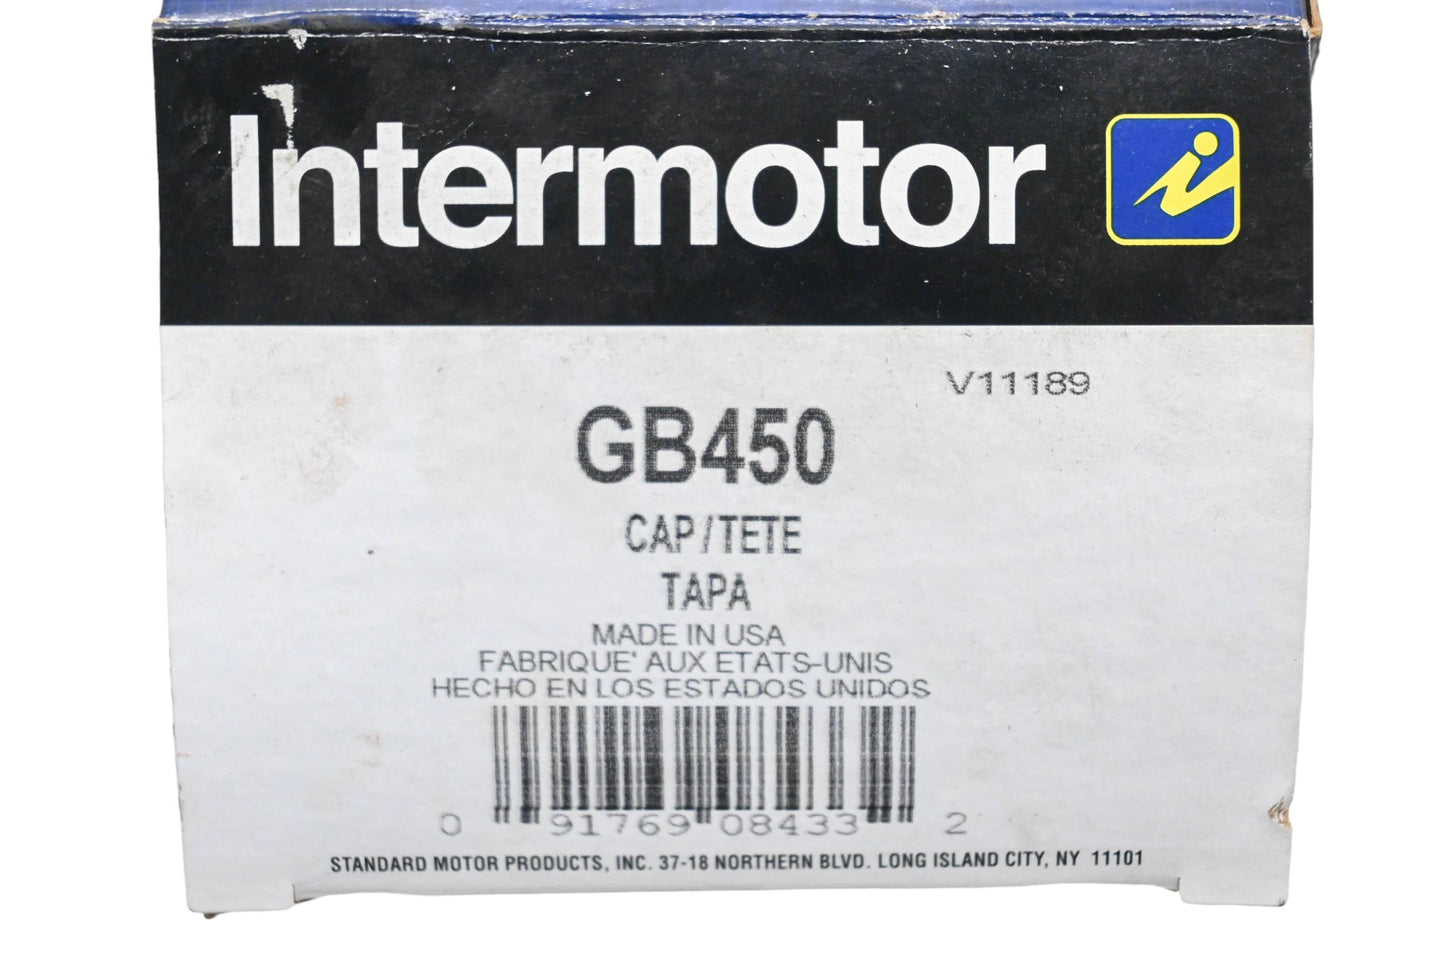 Intermotor
V11189
GB450
CAP/TETE
TAPA
MADE IN USA
FABRIQUE' AUX ETATS-UNIS
HECHO EN LOS ESTADOS UNIDOS
0 91769 08433 2
STANDARD MOTOR PRODUCTS, INC. 37-18 NORTHERN BLVD. LONG ISLAND CITY, NY 11101